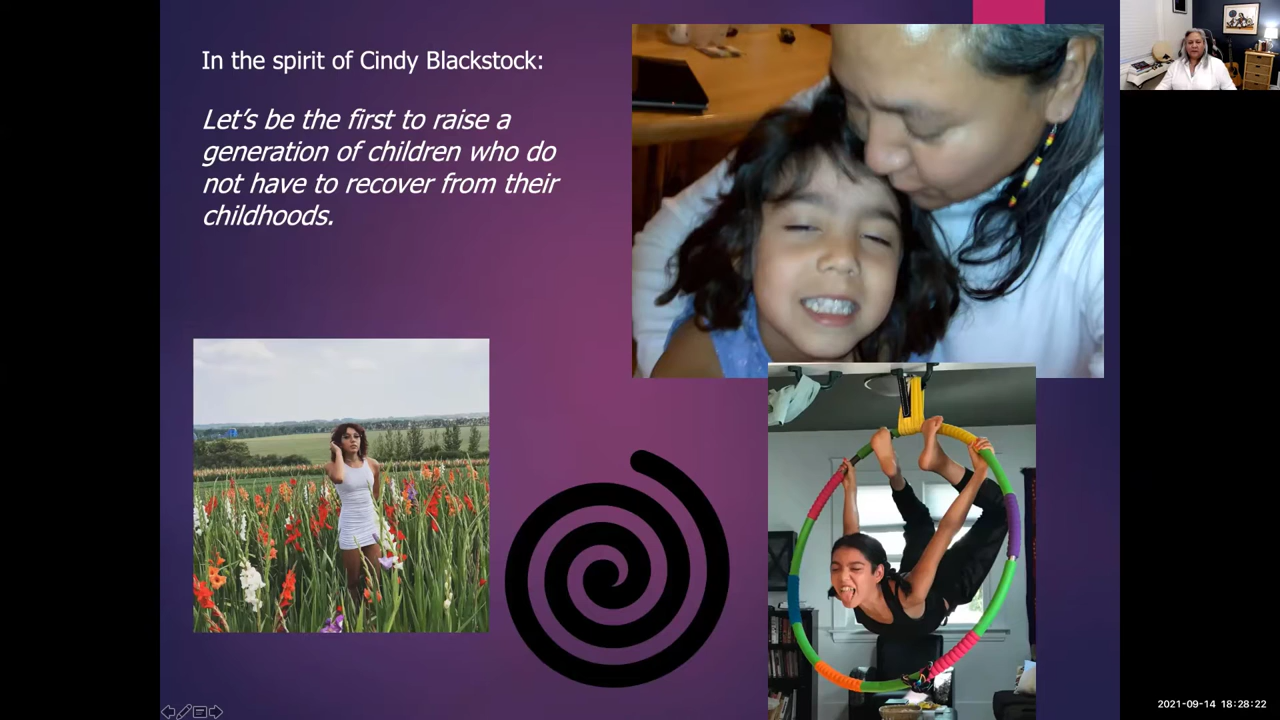 In the spirit of Cindy Blackstock:
Let's be the first to raise a
generation of children who do
not have to recover from their
childhoods.
2021-09-14 18:28:22